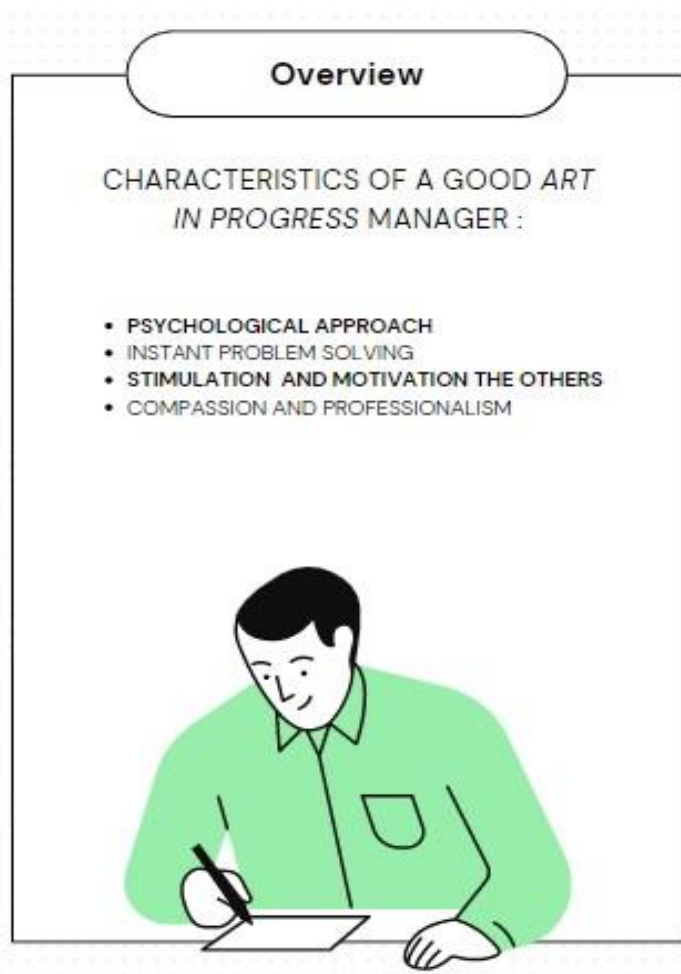 Overview
CHARACTERISTICS OF A GOOD ART
IN PROGRESS MANAGER :
• PSYCHOLOGICAL APPROACH
• INSTANT PROBLEM SOLVING
• STIMULATION AND MOTIVATION THE OTHERS
• COMPASSION AND PROFESSIONALISM